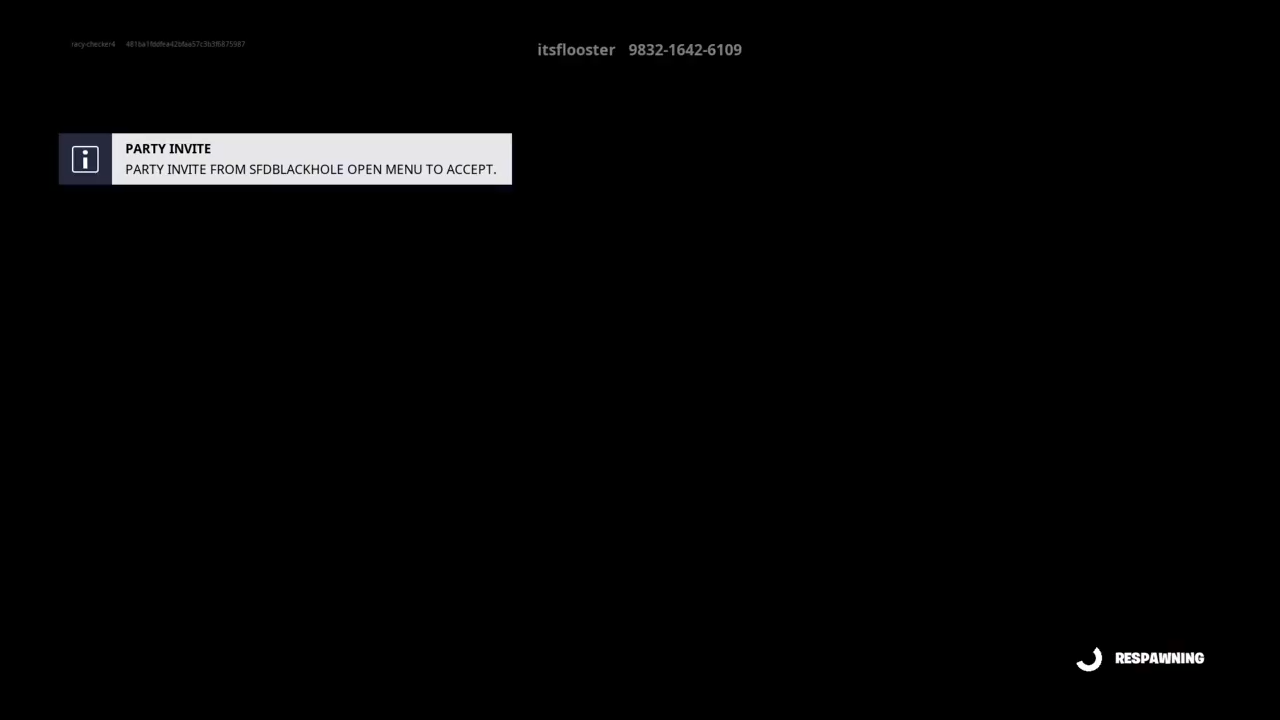 itsflooster 9832-1642-6109
PARTY INVITE
PARTY INVITE FROM SFDBLACKHOLE OPEN MENU TO ACCEPT.
RESPAWNING